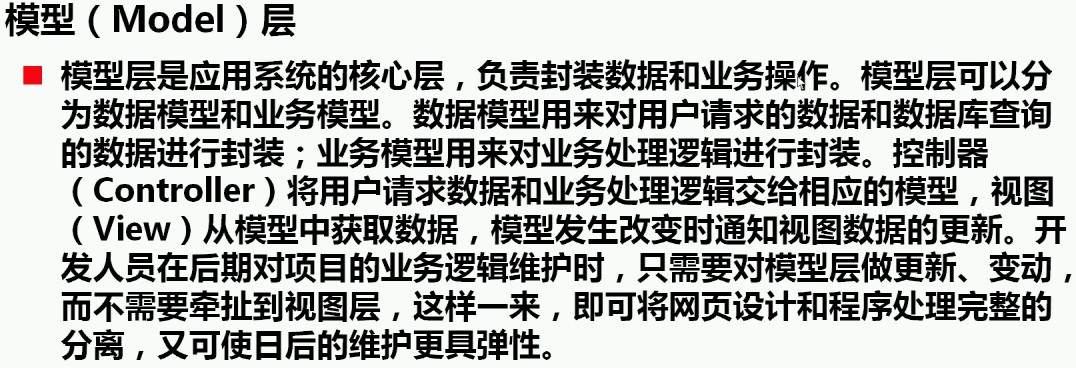 模型（Model）层
模型层是应用系统的核心层，负责封装数据和业务操作。模型层可以分
为数据模型和业务模型。数据模型用来对用户请求的数据和数据库查询
的数据进行封装；业务模型用来对业务处理逻辑进行封装。控制器
（Controller）将用户请求数据和业务处理逻辑交给相应的模型，视图
（View）从模型中获取数据，模型发生改变时通知视图数据的更新。开
发人员在后期对项目的业务逻辑维护时，只需要对模型层做更新、变动，
而不需要牵扯到视图层，这样一来，即可将网页设计和程序处理完整的
分离，又可使日后的维护更具弹性。